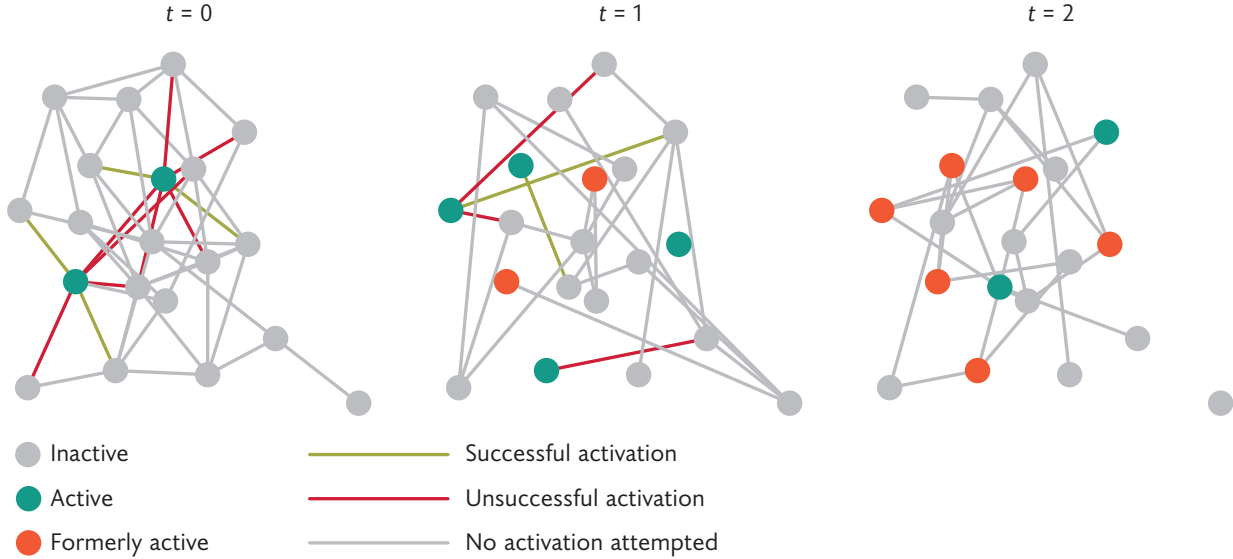 t = 0
t = 1
t = 2
Inactive
Successful activation
Active
Unsuccessful activation
Formerly active
No activation attempted